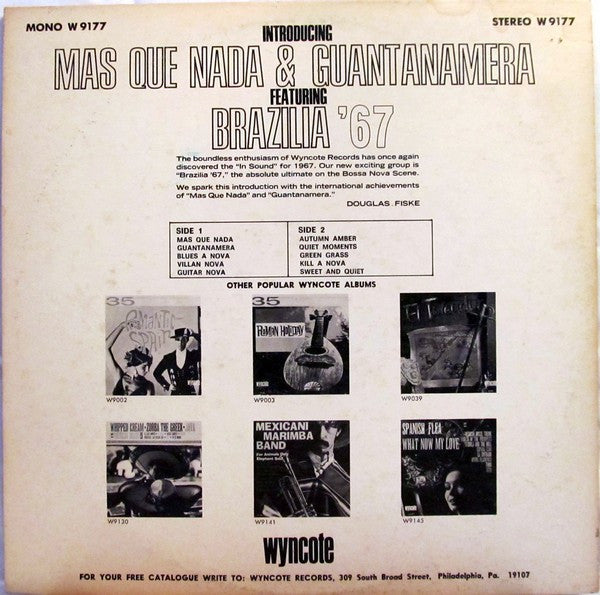 MONO W 9177
STEREO W 9177
INTRODUCING
MAS QUE NADA & GUANTANAMERA
FEATURING
BRAZILIA '67
The boundless enthusiasm of Wyncote Records has once again
discovered the "In Sound" for 1967. Our new exciting group is
"Brazilia '67," the absolute ultimate on the Bossa Nova Scene.
We spark this introduction with the international achievements
of "Mas Que Nada" and "Guantanamera."
DOUGLAS FISKE
SIDE 1
MAS QUE NADA
GUANTANAMERA
BLUES A NOVA
VILLAN NOVA
GUITAR NOVA
SIDE 2
AUTUMN AMBER
QUIET MOMENTS
GREEN GRASS
KILL A NOVA
SWEET AND QUIET
OTHER POPULAR WYNCOTE ALBUMS
35
W9002
35
ROMAN HOLIDAY
W9003
W9039
WHIPPED CREAM-ZORBA THE GREEK-
W9130
MEXICANI
MARIMBA
BAND
W9141
SPANISH FLEA
WHAT NOW MY LOVE
W9145
wyncote
FOR YOUR FREE CATALOGUE WRITE TO: WYNCOTE RECORDS, 309 South Broad Street, Philadelphia, Pa. 19107